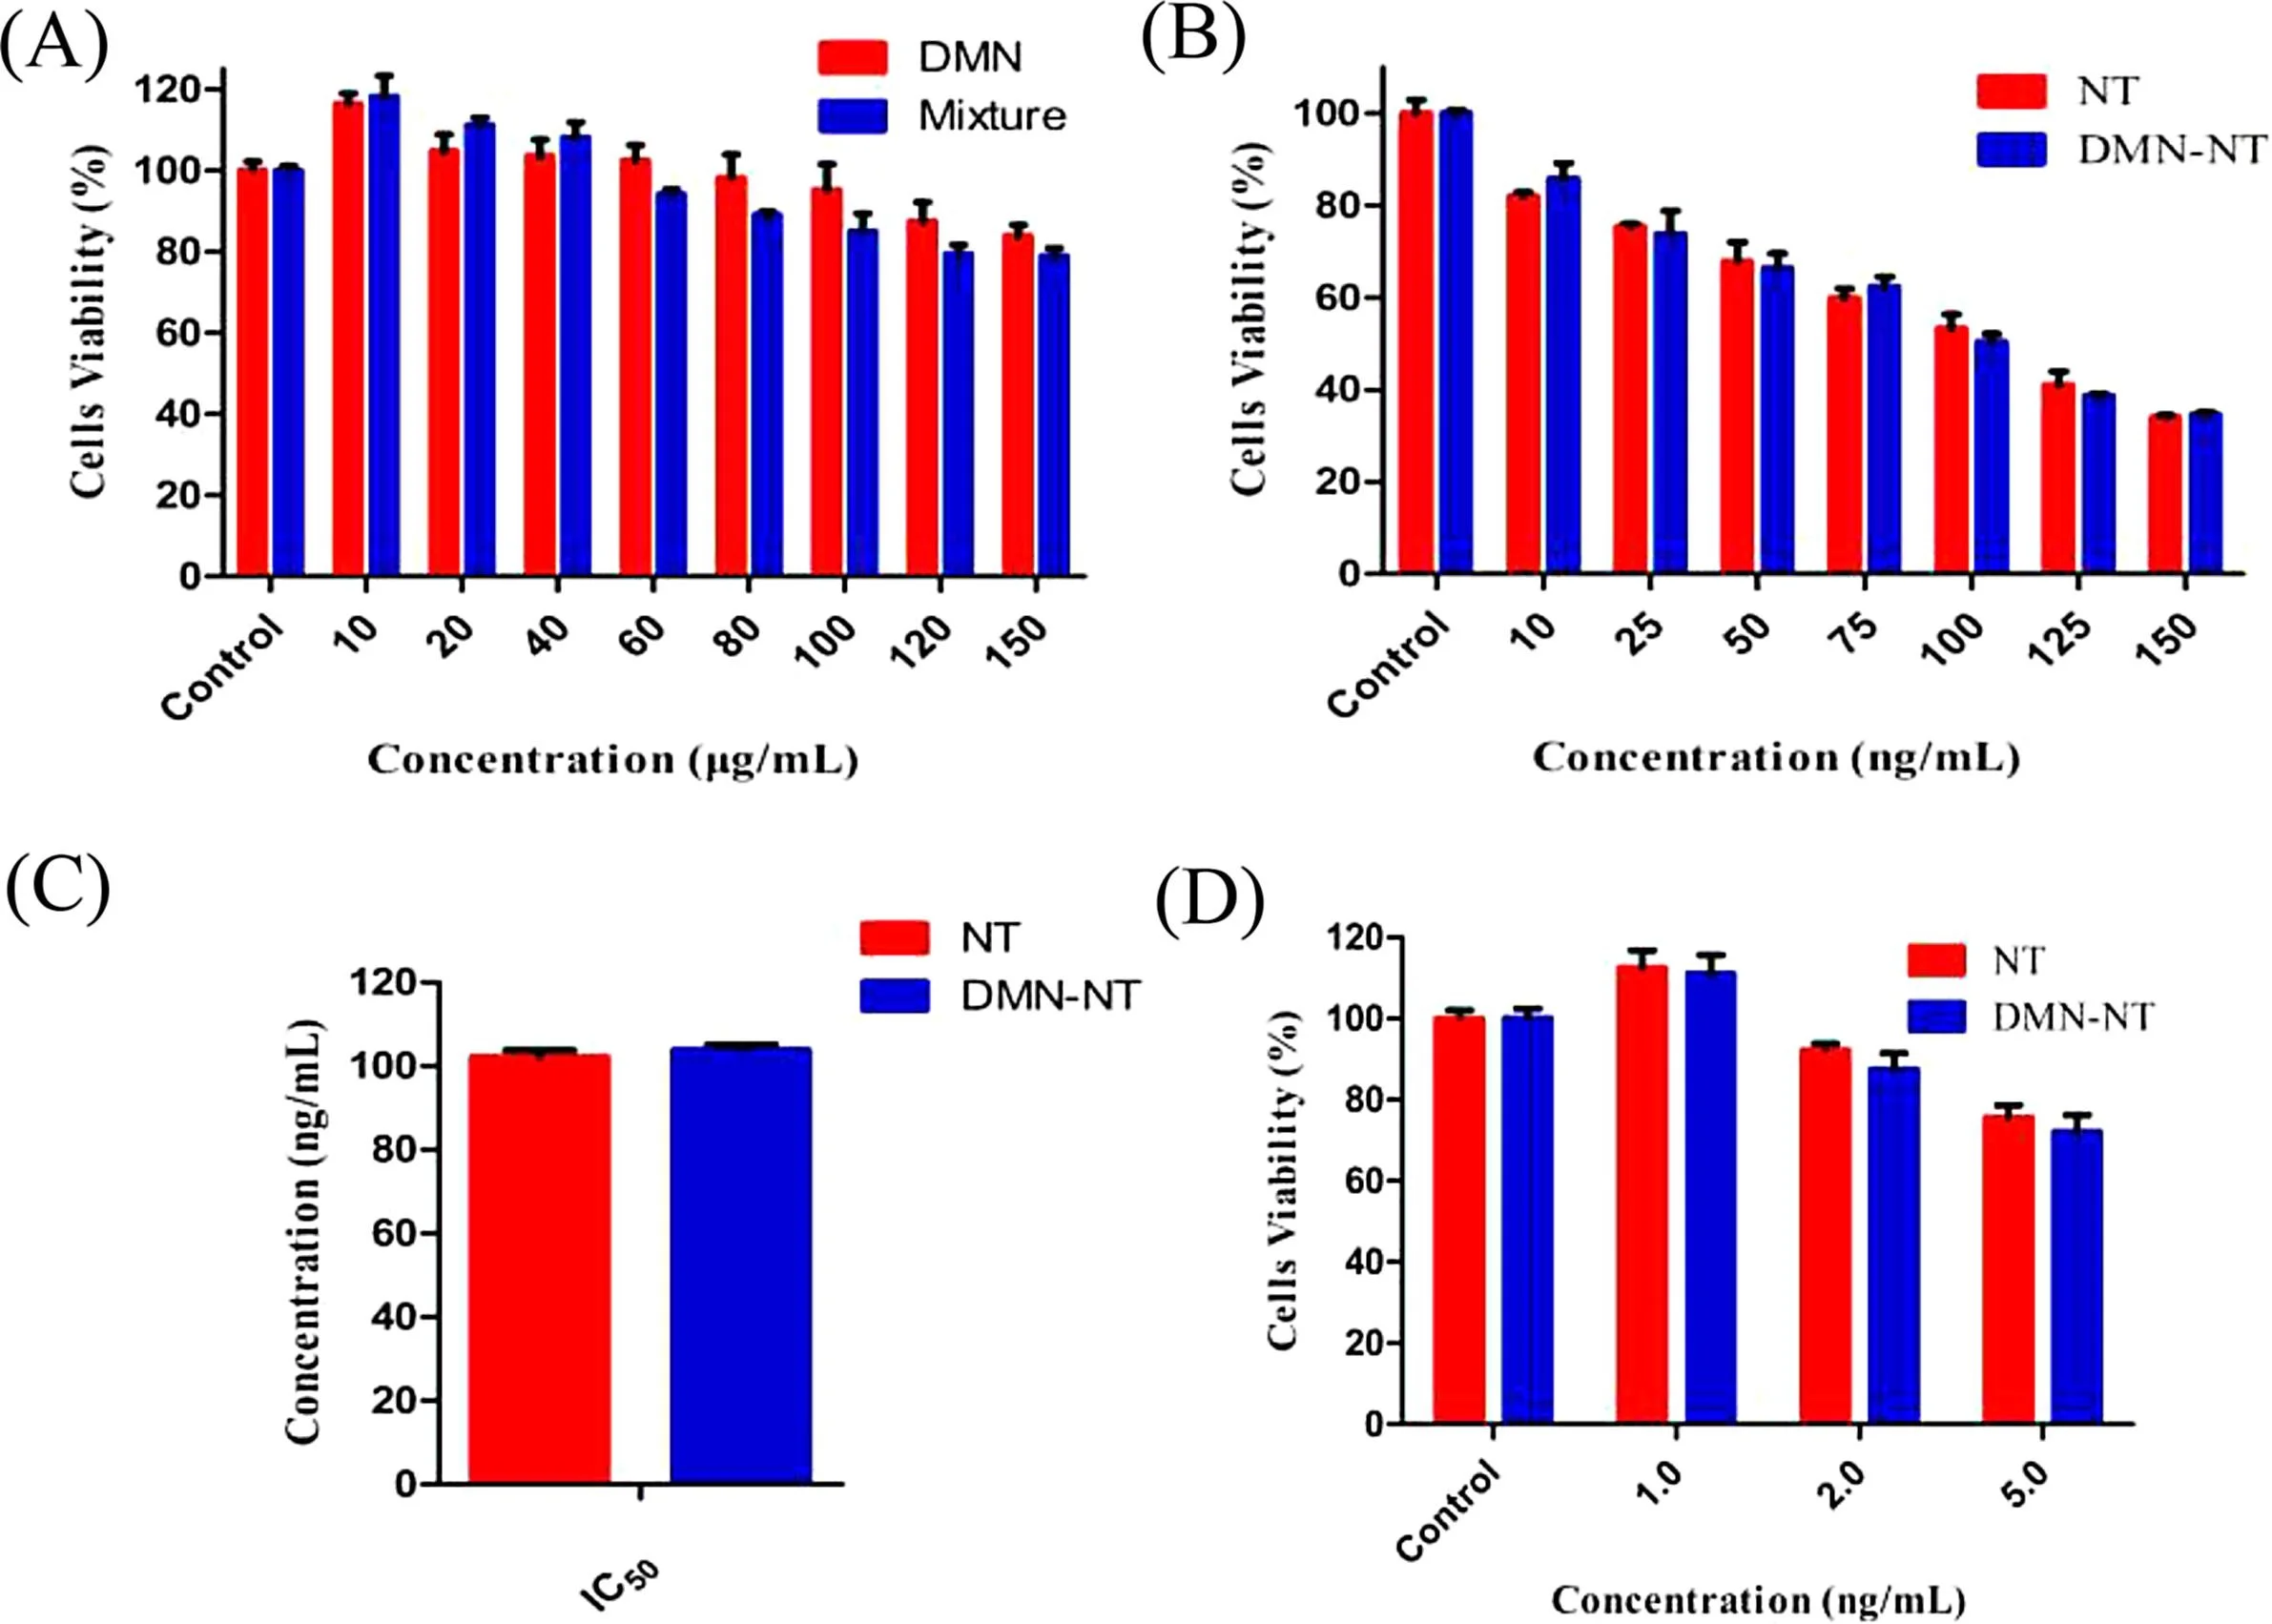 (A)
DMN
Mixture
Cells Viability (%)
120
100
80
60
40
20
0
Control 10 20 40 60 80 100 120 150
Concentration (μg/mL)
(B)
NT
DMN-NT
Cells Viability (%)
100
80
60
40
20
0
Control 10 25 50 75 100 125 150
Concentration (ng/mL)
(C)
NT
DMN-NT
Concentration (ng/mL)
120
100
80
60
40
20
0
IC50
(D)
NT
DMN-NT
Cells Viability (%)
120
100
80
60
40
20
0
Control 1.0 2.0 5.0
Concentration (ng/mL)